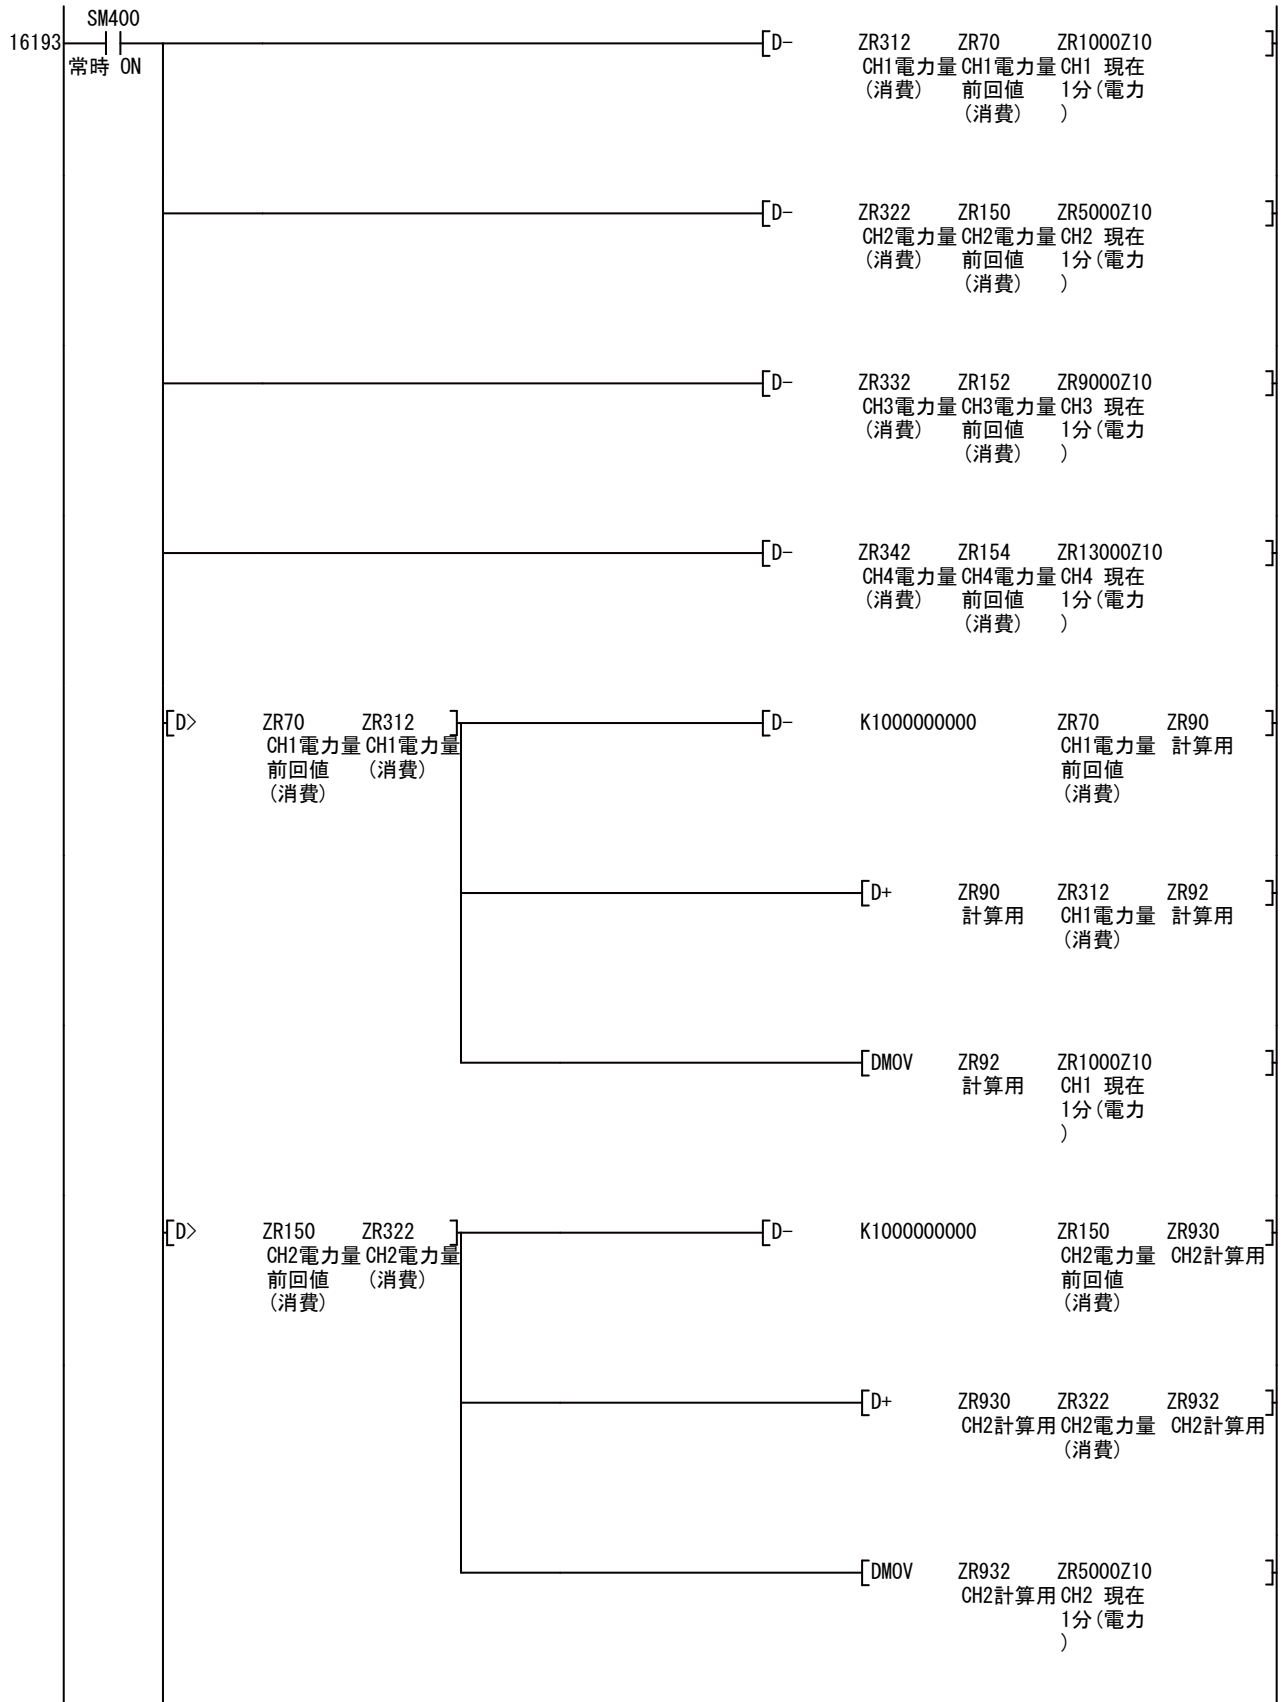 SM400
16193
常時 ON
D- ZR312 ZR70 ZR1000Z10
CH1電力量 CH1電力量 CH1 現在
(消費) 前回値 1分(電力
(消費) )
D- ZR322 ZR150 ZR5000Z10
CH2電力量 CH2電力量 CH2 現在
(消費) 前回値 1分(電力
(消費) )
D- ZR332 ZR152 ZR9000Z10
CH3電力量 CH3電力量 CH3 現在
(消費) 前回値 1分(電力
(消費) )
D- ZR342 ZR154 ZR13000Z10
CH4電力量 CH4電力量 CH4 現在
(消費) 前回値 1分(電力
(消費) )
D> ZR70 ZR312 D- K1000000000 ZR70 ZR90
CH1電力量 CH1電力量 CH1電力量 計算用
前回値 (消費) 前回値
(消費) (消費)
D+ ZR90 ZR312 ZR92
計算用 CH1電力量 計算用
(消費)
DMOV ZR92 ZR1000Z10
計算用 CH1 現在
1分(電力
)
D> ZR150 ZR322 D- K1000000000 ZR150 ZR930
CH2電力量 CH2電力量 CH2電力量 CH2計算用
前回値 (消費) 前回値
(消費) (消費)
D+ ZR930 ZR322 ZR932
CH2計算用 CH2電力量 CH2計算用
(消費)
DMOV ZR932 ZR5000Z10
CH2計算用 CH2 現在
1分(電力
)